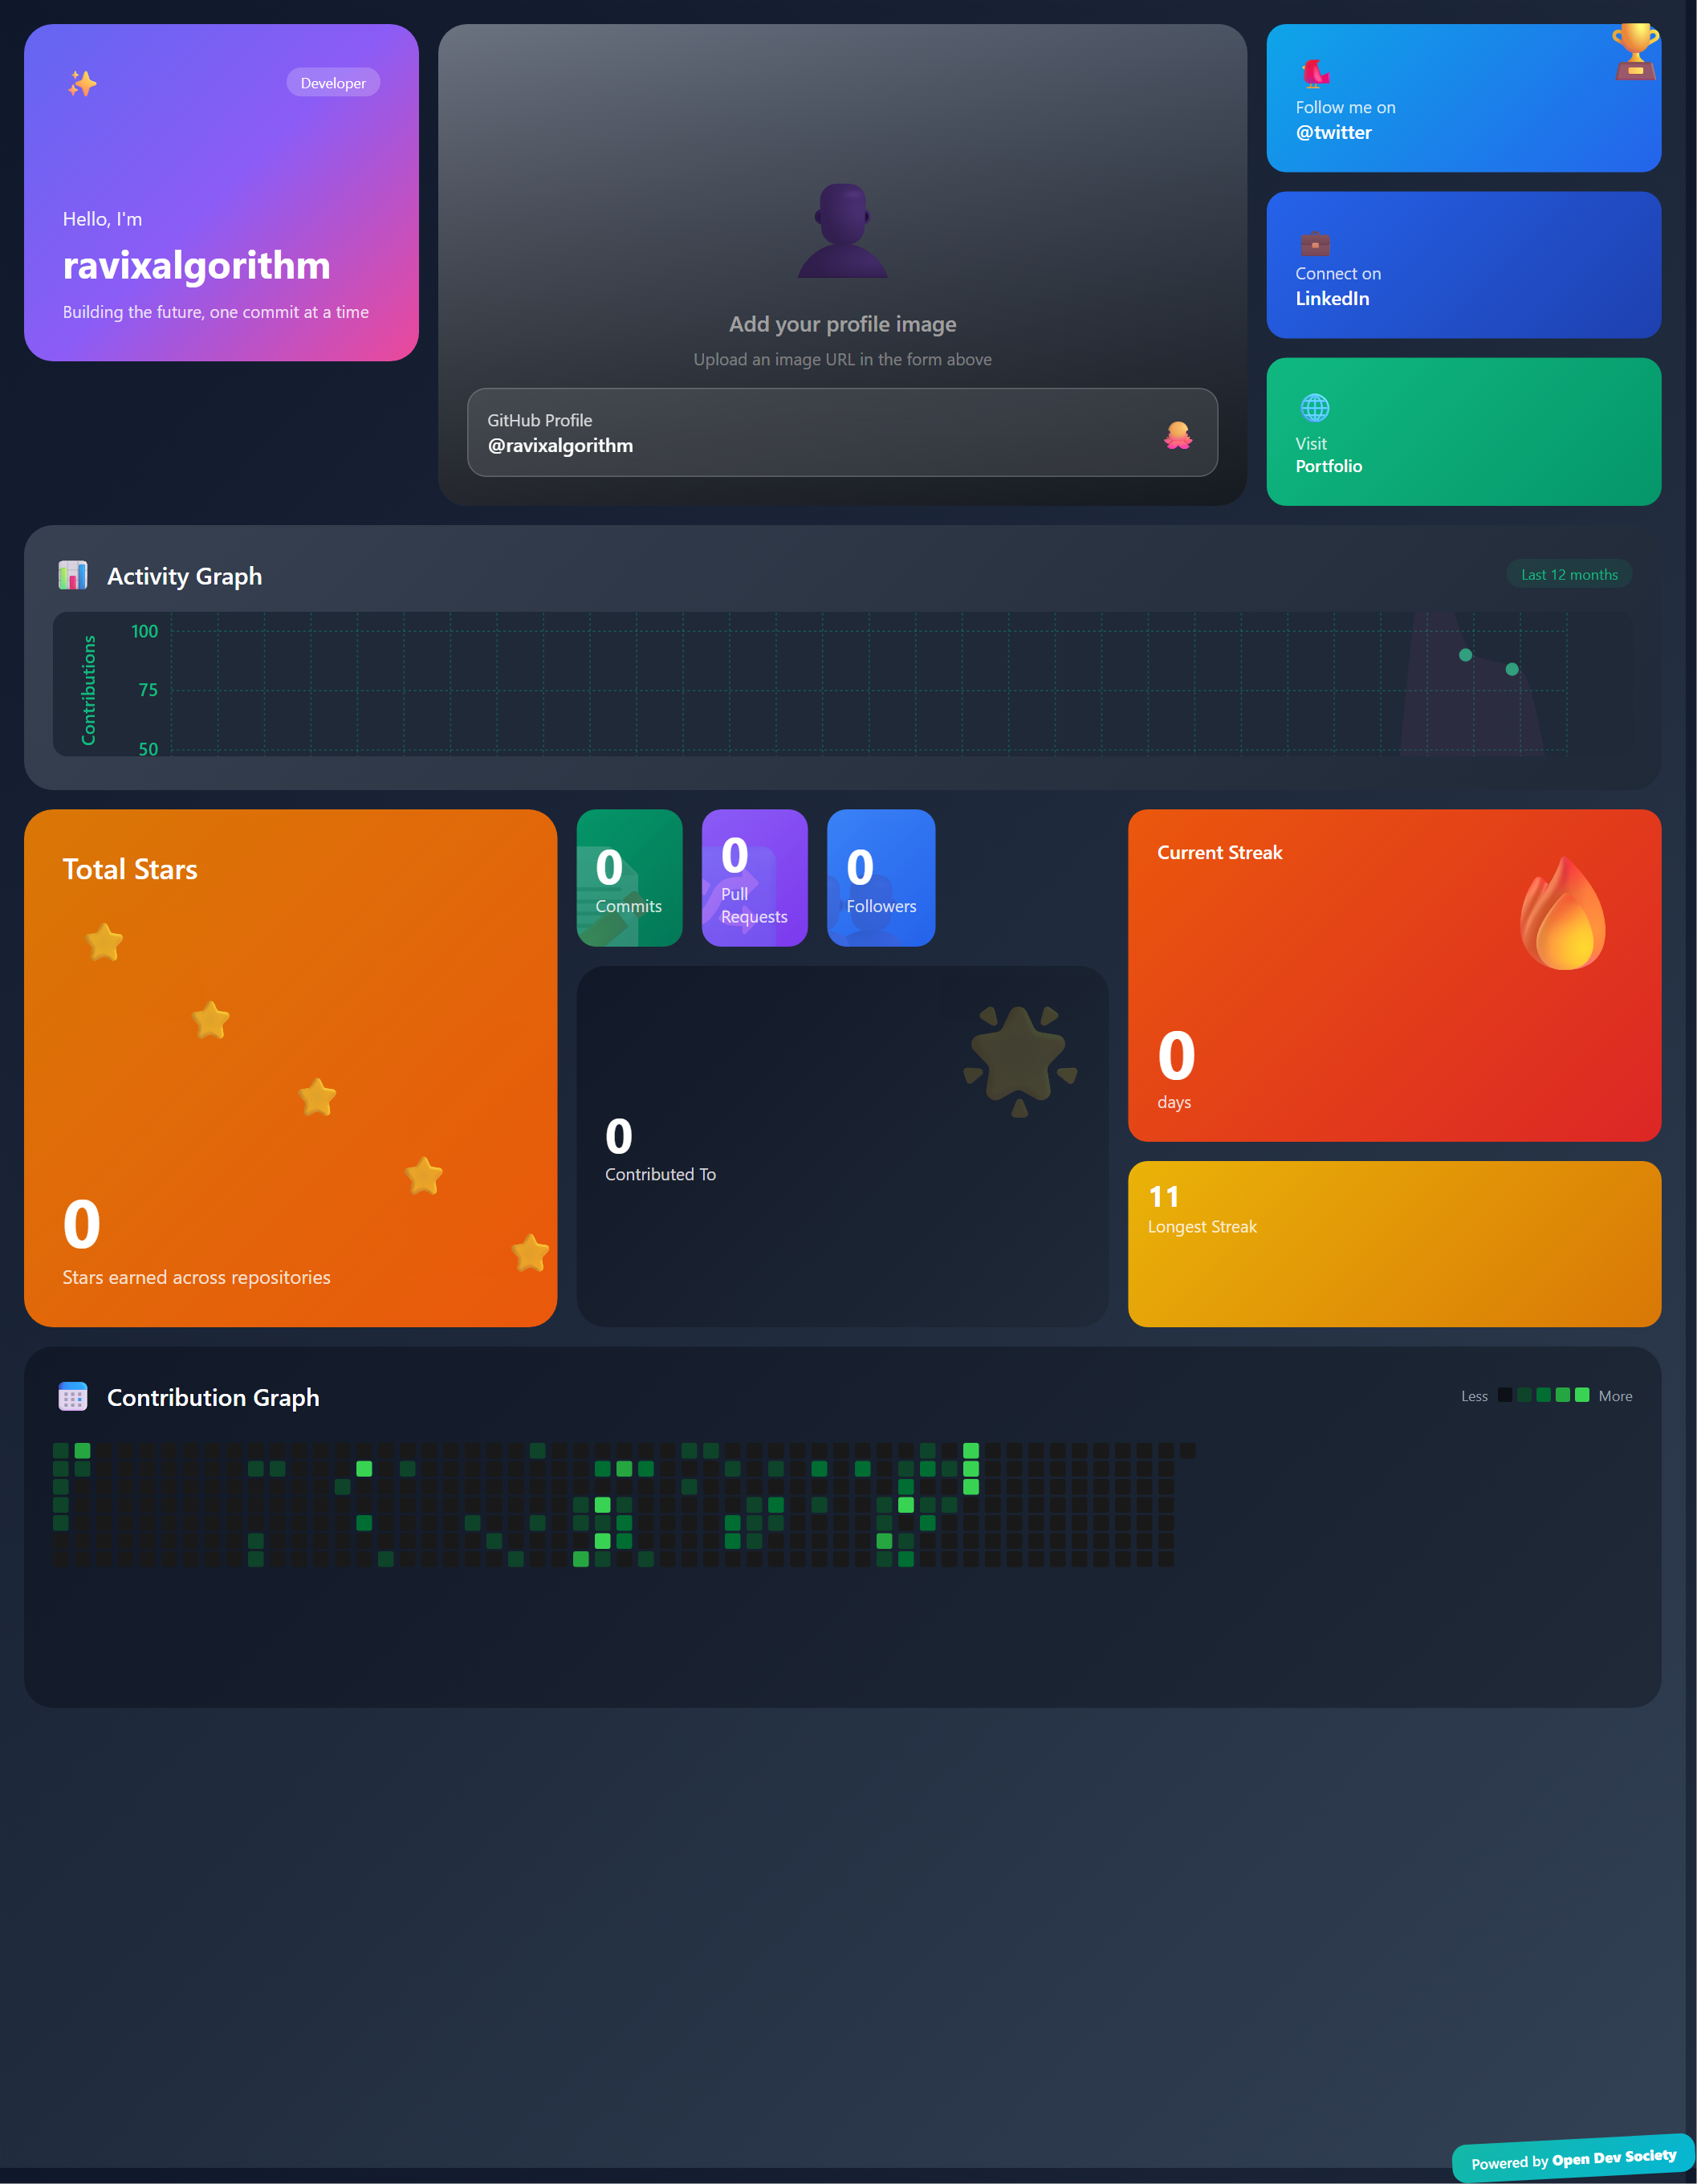 Developer
Hello, I'm
ravixalgorithm
Building the future, one commit at a time
Add your profile image
Upload an image URL in the form above
GitHub Profile
@ravixalgorithm
Follow me on
@twitter
Connect on
LinkedIn
Visit
Portfolio
Activity Graph
Last 12 months
Contributions
100
75
50
Total Stars
0
Stars earned across repositories
0
Commits
0
Pull
Requests
0
Followers
0
Contributed To
Current Streak
0
days
11
Longest Streak
Contribution Graph
Less
More
Powered by Open Dev Society